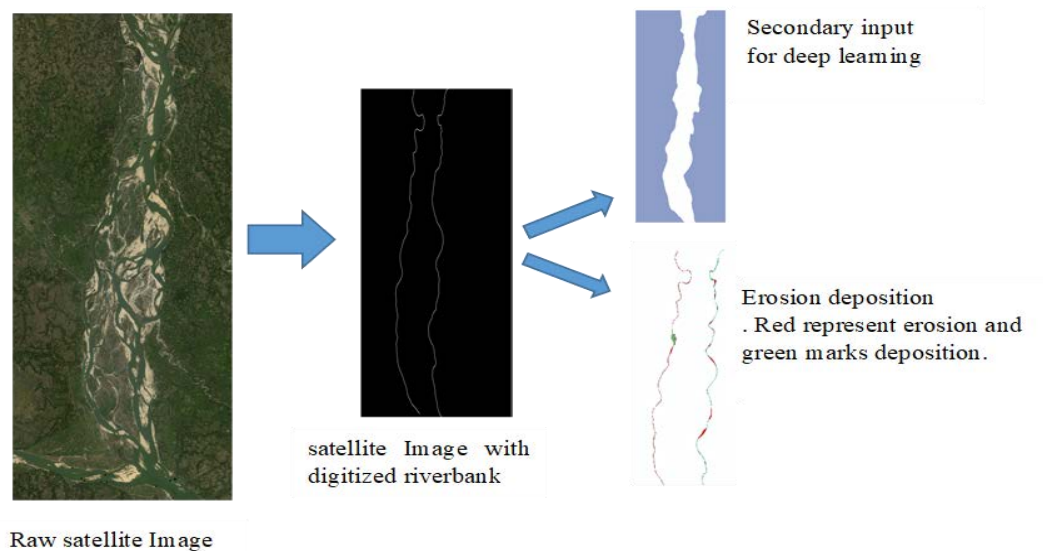 Secondary input
for deep learning
Erosion deposition
. Red represent erosion and
green marks deposition.
satellite Image with
digitized riverbank
Raw satellite Image